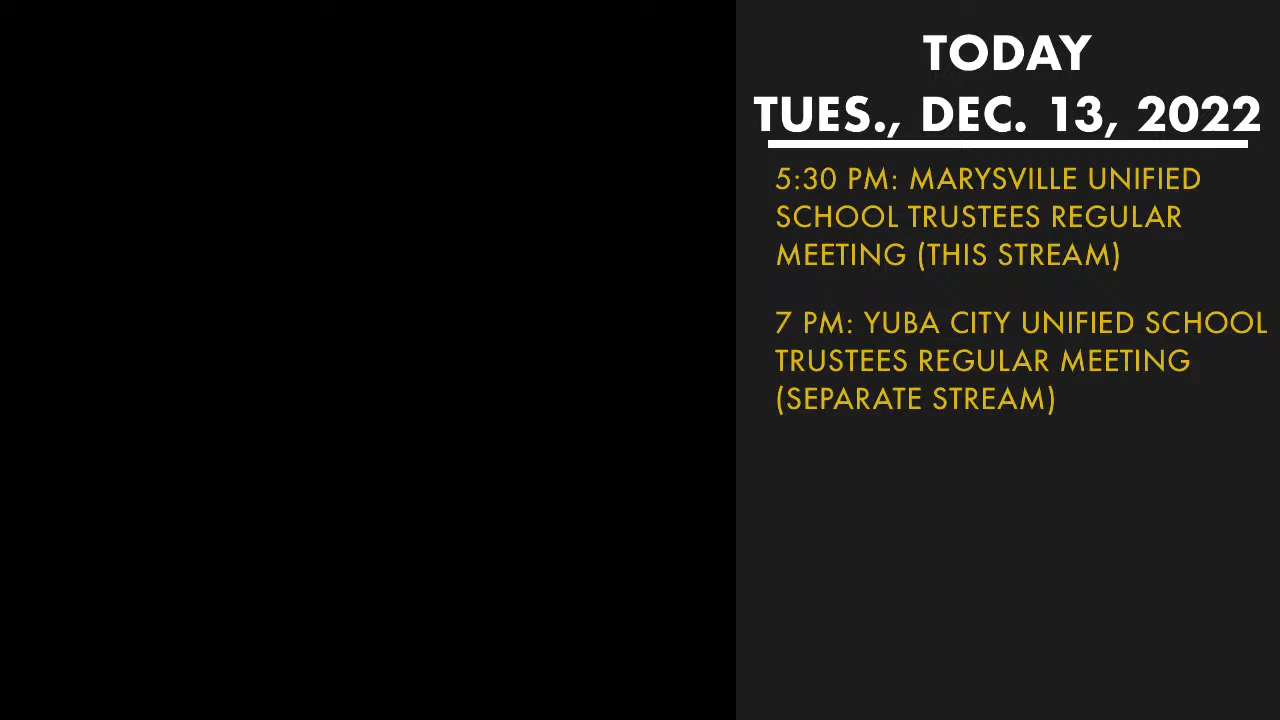 TODAY
TUES., DEC. 13, 2022
5:30 PM: MARYSVILLE UNIFIED
SCHOOL TRUSTEES REGULAR
MEETING (THIS STREAM)
7 PM: YUBA CITY UNIFIED SCHOOL
TRUSTEES REGULAR MEETING
(SEPARATE STREAM)